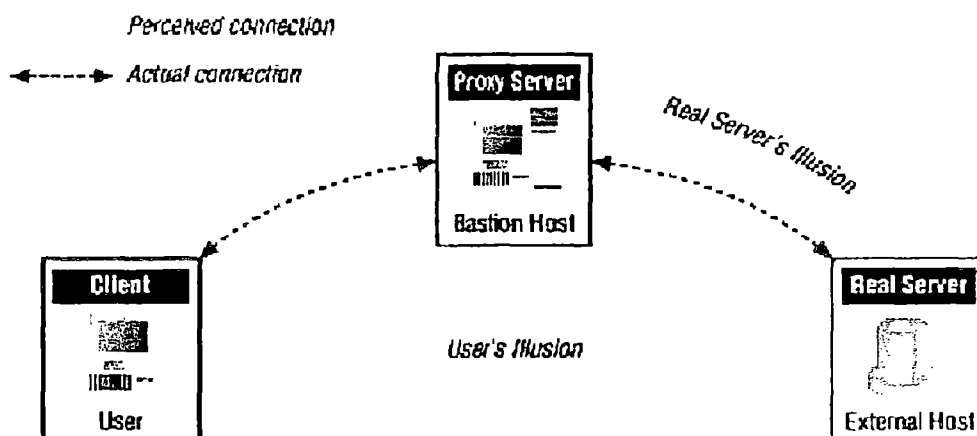 Perceived connection
Actual connection
Proxy Server
Bastion Host
Real Server's Illusion
Client
User
User's Illusion
Real Server
External Host